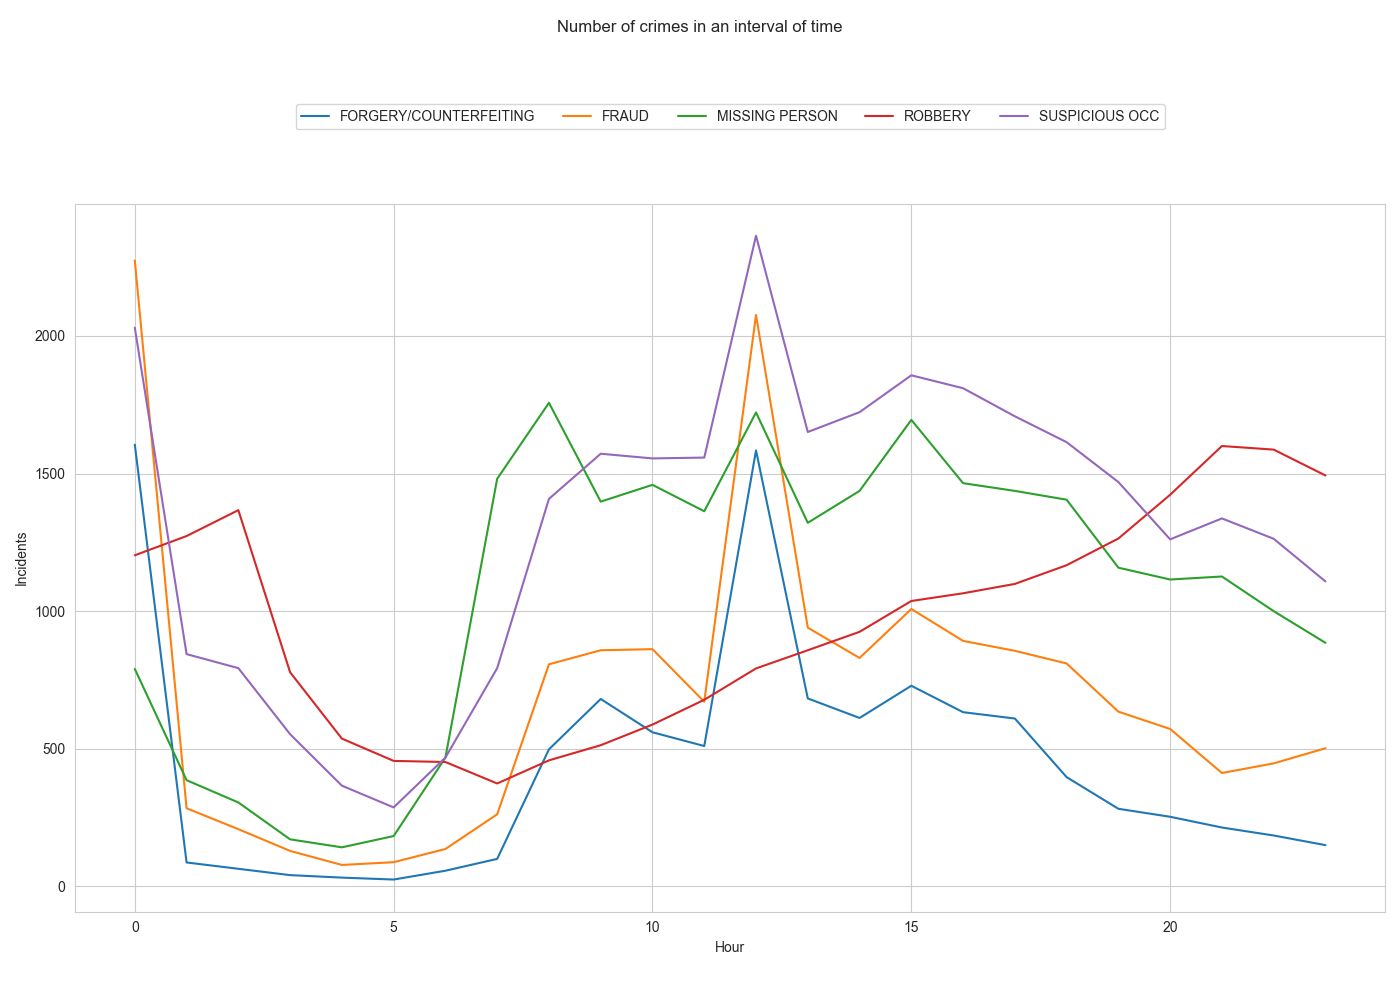 Number of crimes in an interval of time
FORGERY/COUNTERFEITING FRAUD MISSING PERSON ROBBERY SUSPICIOUS OCC
2000
1500
1000
500
0
Incidents
0 5 10 15 20
Hour